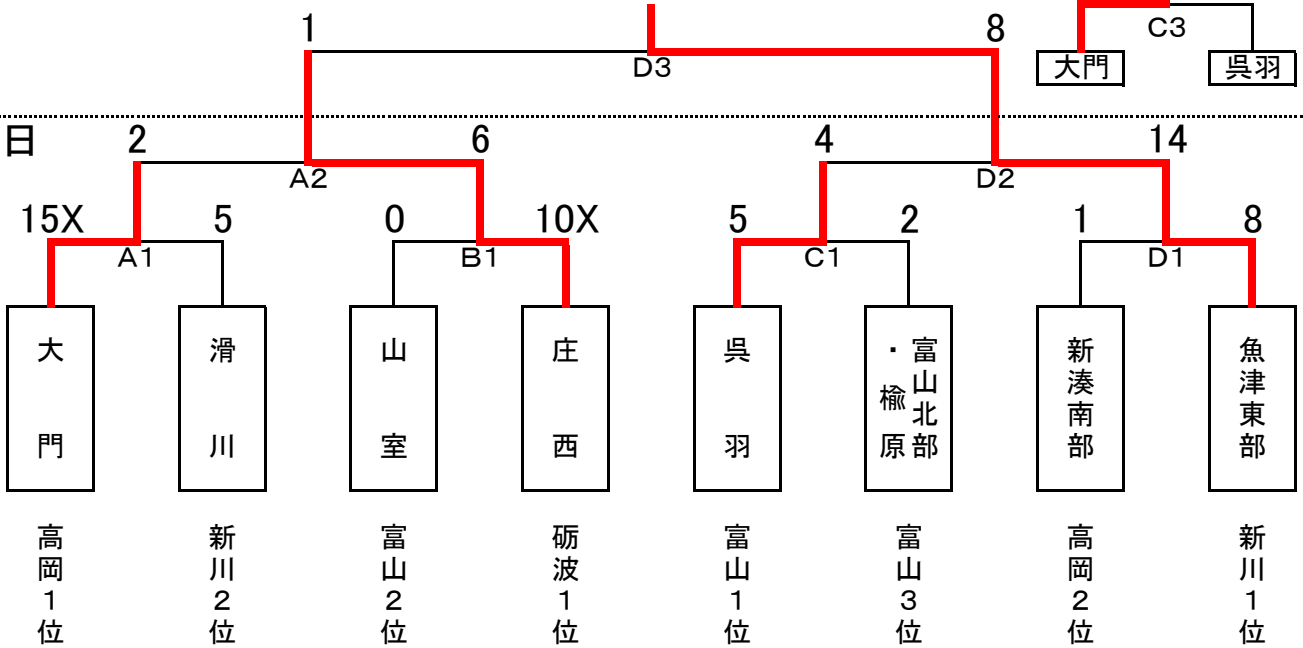 1
8
D3
C3
大門
呉羽
日
2
6
4
14
A2
D2
15X
5
0
10X
5
2
1
8
A1
B1
C1
D1
大門
滑川
山室
庄西
呉羽
富山北部
・楡原
新湊南部
魚津東部
高岡1位
新川2位
富山2位
砺波1位
富山1位
富山3位
高岡2位
新川1位